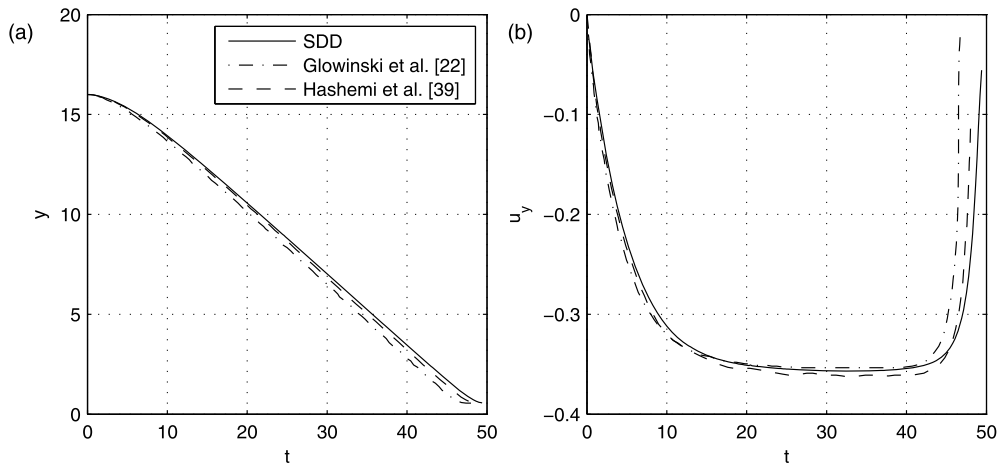 (a)
20
15
10
5
0
y
0 10 20 30 40 50
t
SDD
Glowinski et al. [22]
Hashemi et al. [39]
(b)
0
−0.1
−0.2
−0.3
−0.4
u_y
0 10 20 30 40 50
t